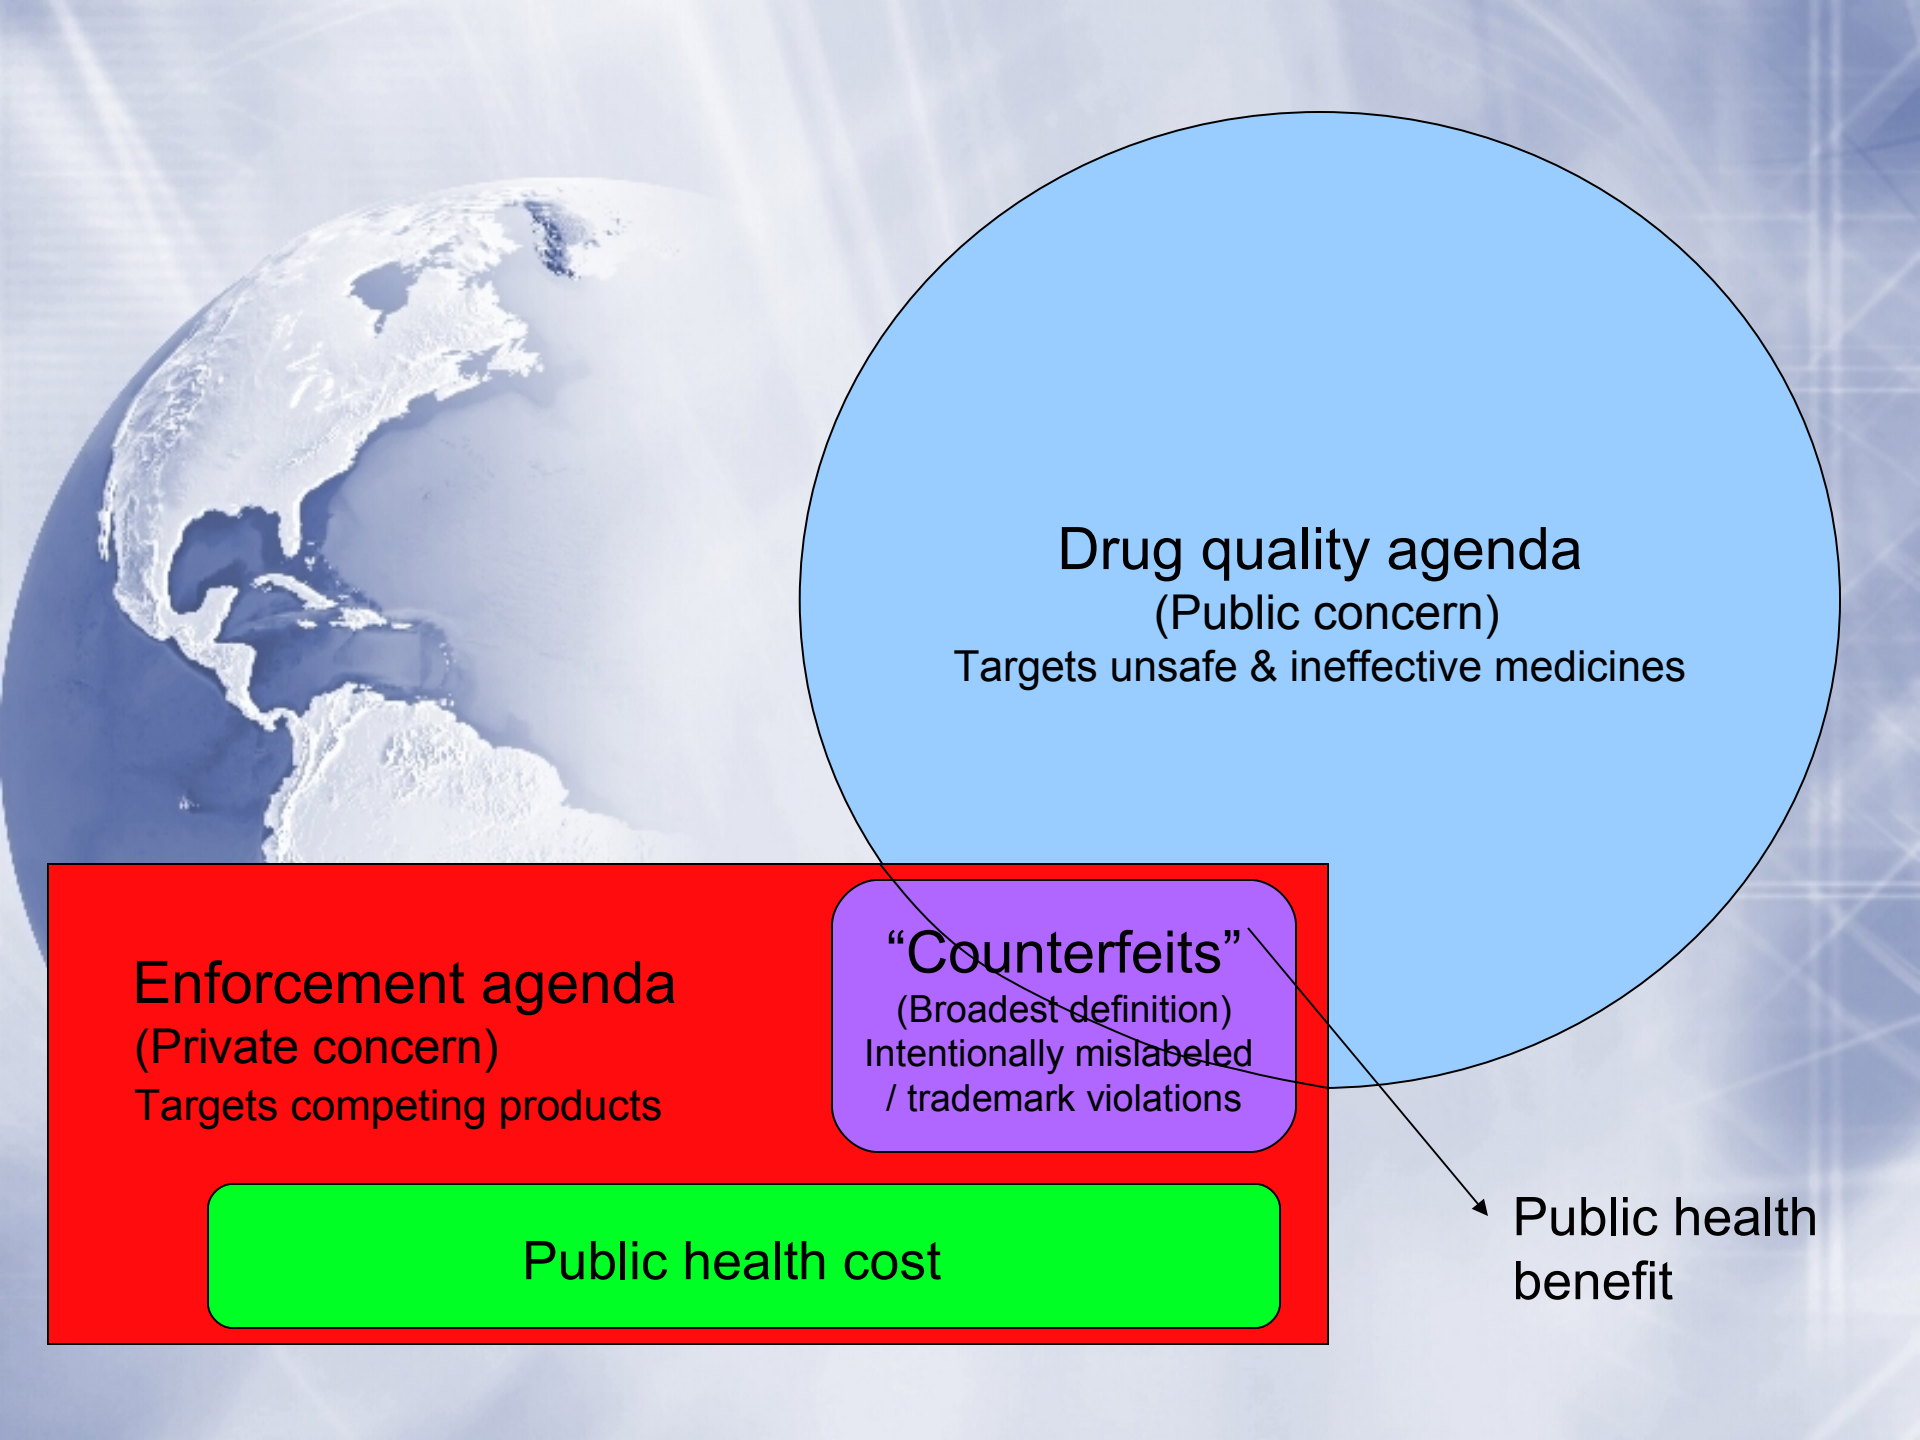 Drug quality agenda
(Public concern)
Targets unsafe & ineffective medicines
Enforcement agenda
(Private concern)
Targets competing products
“Counterfeits”
(Broadest definition)
Intentionally mislabeled
/ trademark violations
Public health cost
Public health
benefit